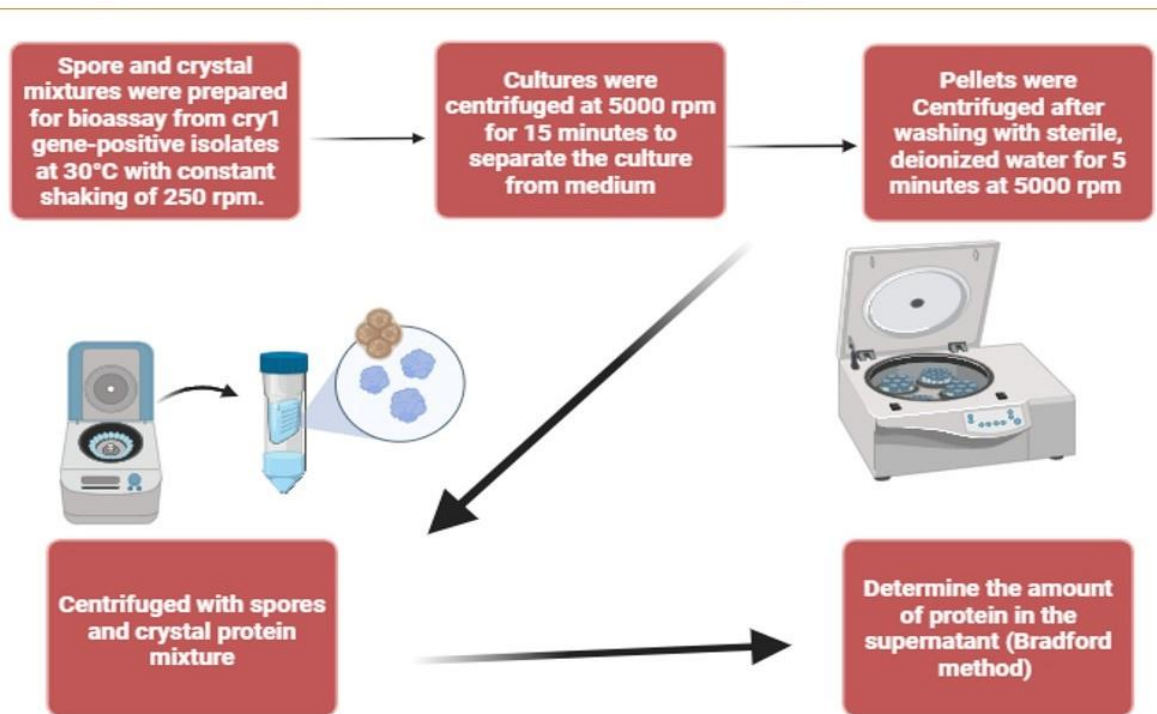 Spore and crystal
mixtures were prepared
for bioassay from cry1
gene-positive isolates
at 30°C with constant
shaking of 250 rpm.
Cultures were
centrifuged at 5000 rpm
for 15 minutes to
separate the culture
from medium
Pellets were
Centrifuged after
washing with sterile,
deionized water for 5
minutes at 5000 rpm
Centrifuged with spores
and crystal protein
mixture
Determine the amount
of protein in the
supernatant (Bradford
method)